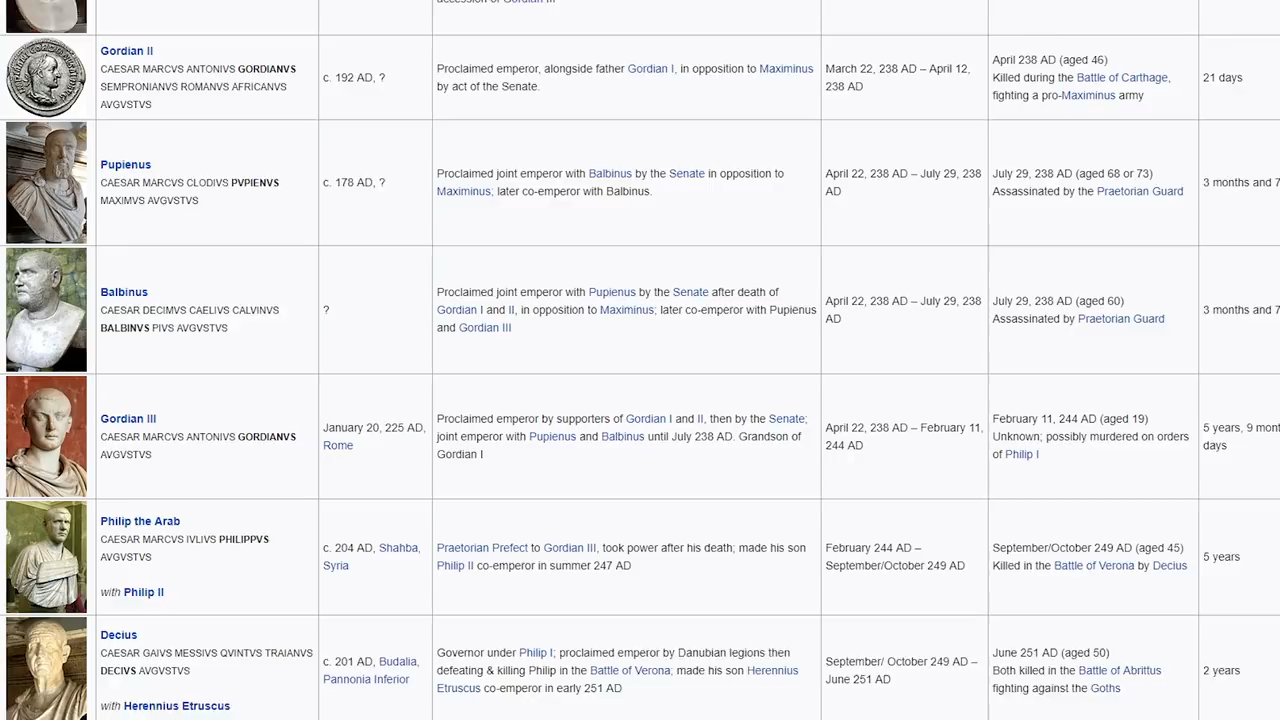 accession of Gordian III
Gordian II
CAESAR MARCVS ANTONIVS GORDIANVS
SEMPRONIANVS ROMANVS AFRICANVS
AVGVSTVS
c. 192 AD, ?
Proclaimed emperor, alongside father Gordian I, in opposition to Maximinus
by act of the Senate.
March 22, 238 AD – April 12,
238 AD
April 238 AD (aged 46)
Killed during the Battle of Carthage,
fighting a pro-Maximinus army
21 days
Pupienus
CAESAR MARCVS CLODIVS PVPIENVS
MAXIMVS AVGVSTVS
c. 178 AD, ?
Proclaimed joint emperor with Balbinus by the Senate in opposition to
Maximinus; later co-emperor with Balbinus.
April 22, 238 AD – July 29, 238
AD
July 29, 238 AD (aged 68 or 73)
Assassinated by the Praetorian Guard
3 months and 7
Balbinus
CAESAR DECIMVS CAELIVS CALVINVS
BALBINVS PIVS AVGVSTVS
?
Proclaimed joint emperor with Pupienus by the Senate after death of
Gordian I and II, in opposition to Maximinus; later co-emperor with Pupienus
and Gordian III
April 22, 238 AD – July 29, 238
AD
July 29, 238 AD (aged 60)
Assassinated by Praetorian Guard
3 months and 7
Gordian III
CAESAR MARCVS ANTONIVS GORDIANVS
AVGVSTVS
January 20, 225 AD,
Rome
Proclaimed emperor by supporters of Gordian I and II, then by the Senate;
joint emperor with Pupienus and Balbinus until July 238 AD. Grandson of
Gordian I
April 22, 238 AD – February 11,
244 AD
February 11, 244 AD (aged 19)
Unknown; possibly murdered on orders
of Philip I
5 years, 9 mont
days
Philip the Arab
CAESAR MARCVS IVLIVS PHILIPPVS
AVGVSTVS
with Philip II
c. 204 AD, Shahba,
Syria
Praetorian Prefect to Gordian III, took power after his death; made his son
Philip II co-emperor in summer 247 AD
February 244 AD –
September/October 249 AD
September/October 249 AD (aged 45)
Killed in the Battle of Verona by Decius
5 years
Decius
CAESAR GAIVS MESSIVS QVINTVS TRAIANVS
DECIVS AVGVSTVS
with Herennius Etruscus
c. 201 AD, Budalia,
Pannonia Inferior
Governor under Philip I; proclaimed emperor by Danubian legions then
defeating & killing Philip in the Battle of Verona; made his son Herennius
Etruscus co-emperor in early 251 AD
September/ October 249 AD –
June 251 AD
June 251 AD (aged 50)
Both killed in the Battle of Abrittus
fighting against the Goths
2 years